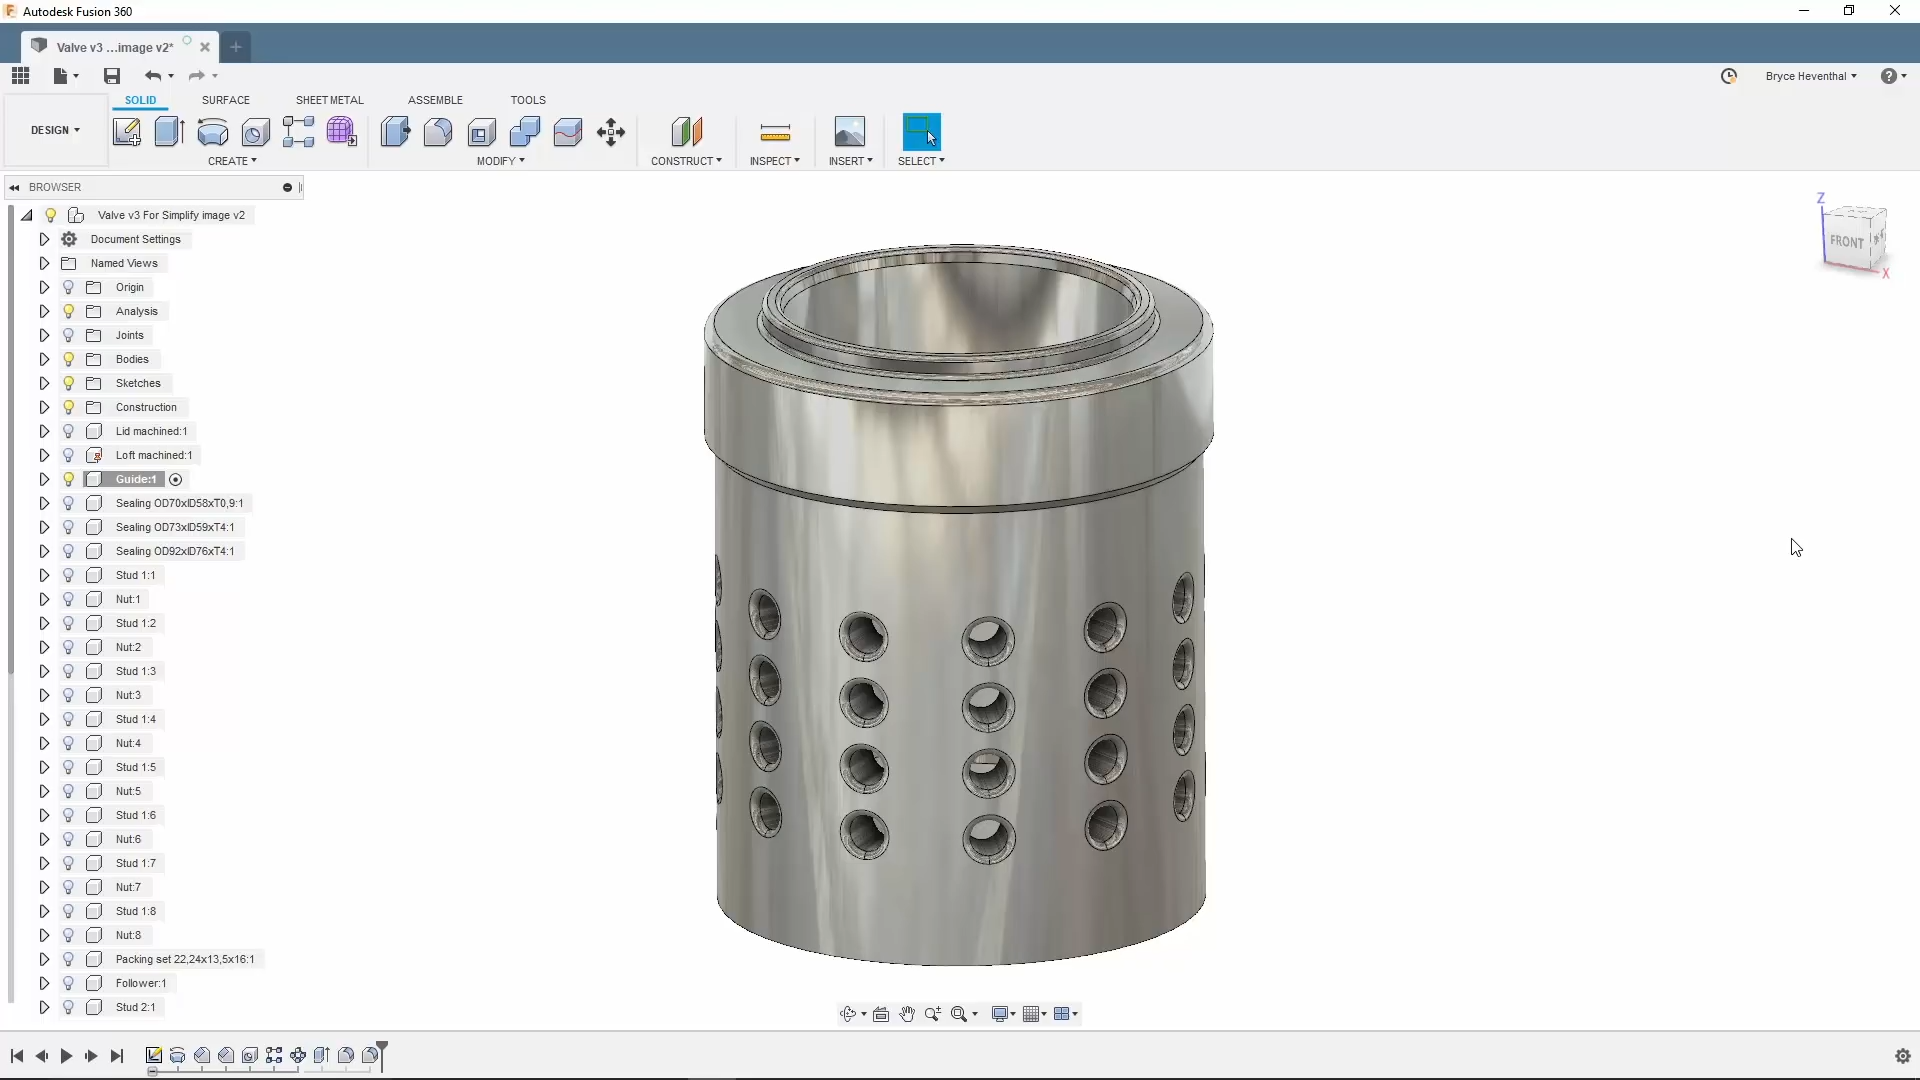 Autodesk Fusion 360
Valve v3 ...image v2*
Bryce Heventhal
DESIGN
SOLID
SURFACE
SHEET METAL
ASSEMBLE
TOOLS
CREATE
MODIFY
CONSTRUCT
INSPECT
INSERT
SELECT
BROWSER
Valve v3 For Simplify image v2
Document Settings
Named Views
Origin
Analysis
Joints
Bodies
Sketches
Construction
Lid machined:1
Loft machined:1
Guide:1
Sealing OD70xID58xT0,9:1
Sealing OD73xID59xT4:1
Sealing OD92xID76xT4:1
Stud 1:1
Nut:1
Stud 1:2
Nut:2
Stud 1:3
Nut:3
Stud 1:4
Nut:4
Stud 1:5
Nut:5
Stud 1:6
Nut:6
Stud 1:7
Nut:7
Stud 1:8
Nut:8
Packing set 22,24x13,5x16:1
Follower:1
Stud 2:1
Z
FRONT
X